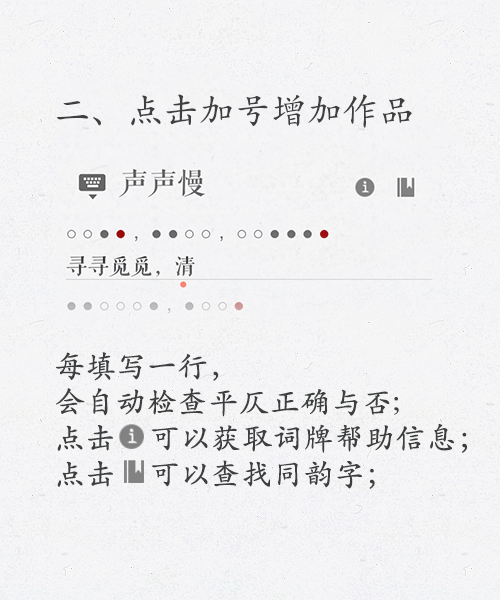 二、点击加号增加作品
声声慢
○○●●，●●○○，○○●●●●
寻寻觅觅，清
●●○○○●，●○○●
每填写一行，
会自动检查平仄正确与否；
点击 i 可以获取词牌帮助信息；
点击 可以查找同韵字；